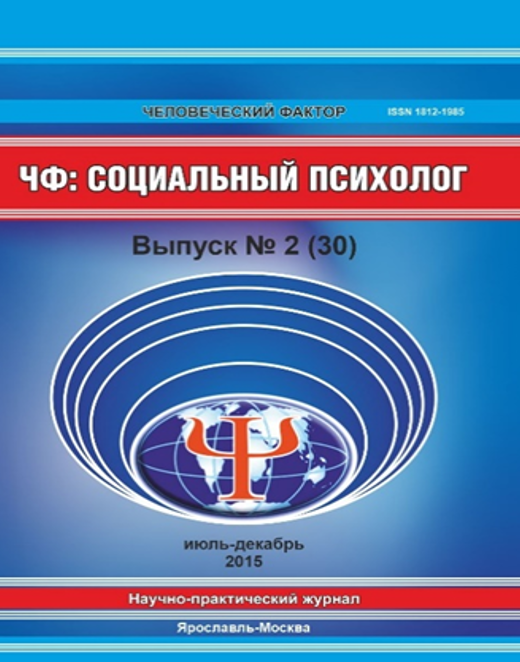 ЧЕЛОВЕЧЕСКИЙ ФАКТОР ISSN 1812-1985
ЧФ: СОЦИАЛЬНЫЙ ПСИХОЛОГ
Выпуск № 2 (30)
Ψ
июль-декабрь
2015
Научно-практический журнал
Ярославль-Москва